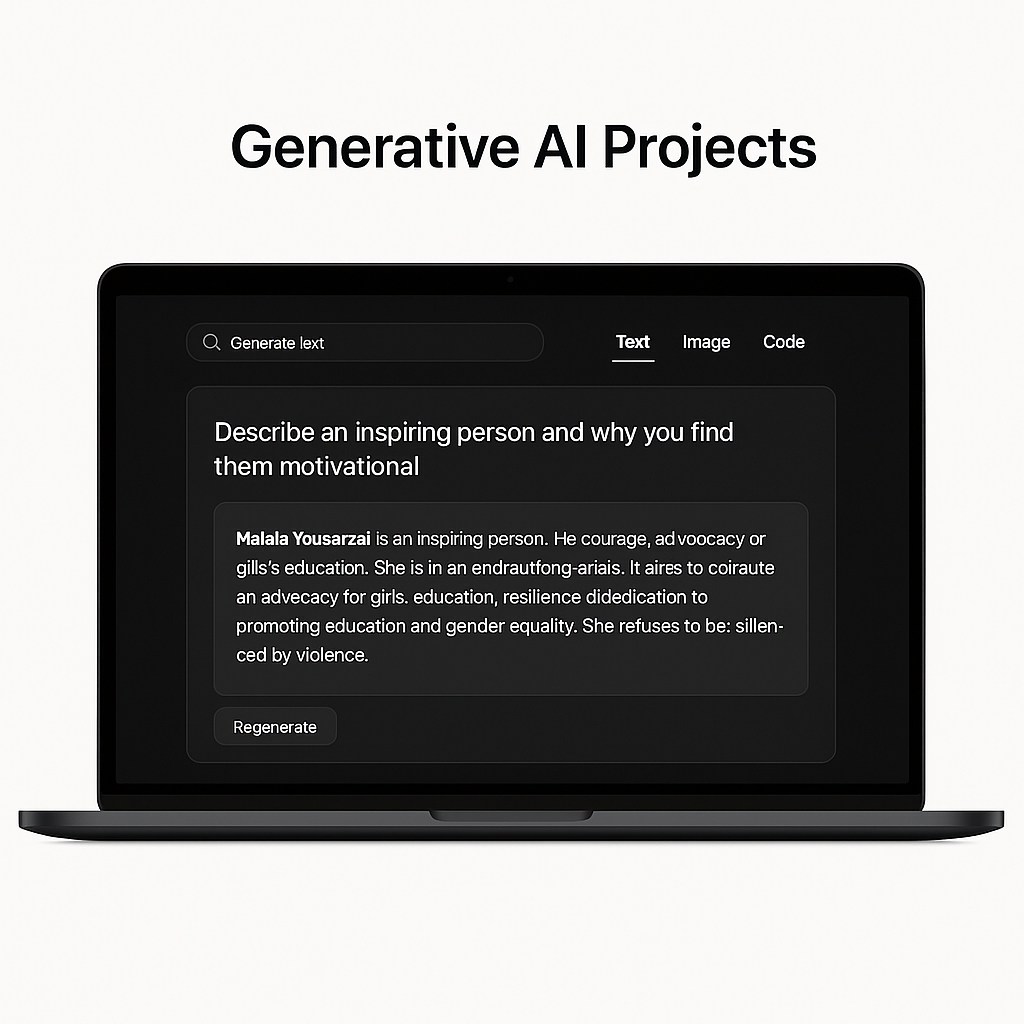 Generative AI Projects
Generate lext
Text Image Code
Describe an inspiring person and why you find
them motivational
Malala Yousarzai is an inspiring person. He courage, advoocacy or
gills's education. She is in an endrautfong-ariais. It aires to coiraute
an advecacy for girls. education, resilience didedication to
promoting education and gender equality. She refuses to be: sillen-
ced by violence.
Regenerate